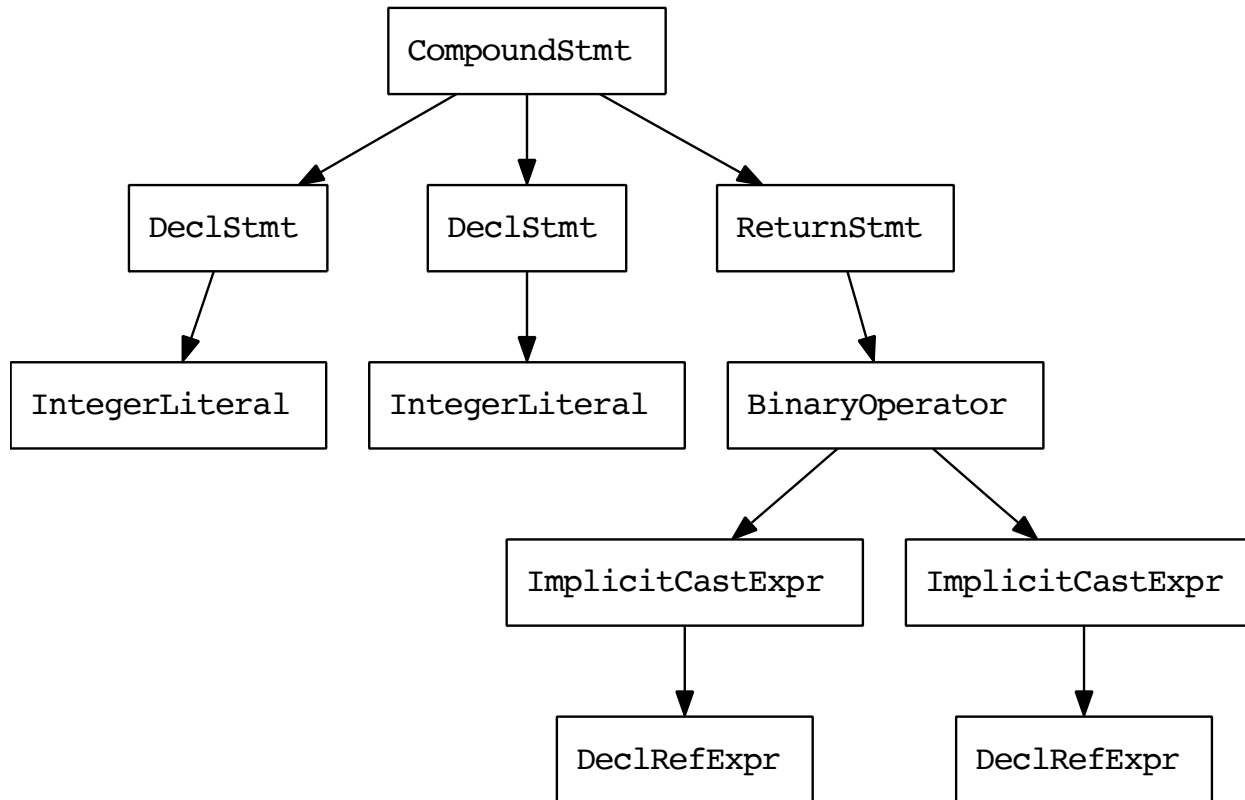 CompoundStmt
DeclStmt
DeclStmt
ReturnStmt
IntegerLiteral
IntegerLiteral
BinaryOperator
ImplicitCastExpr
ImplicitCastExpr
DeclRefExpr
DeclRefExpr